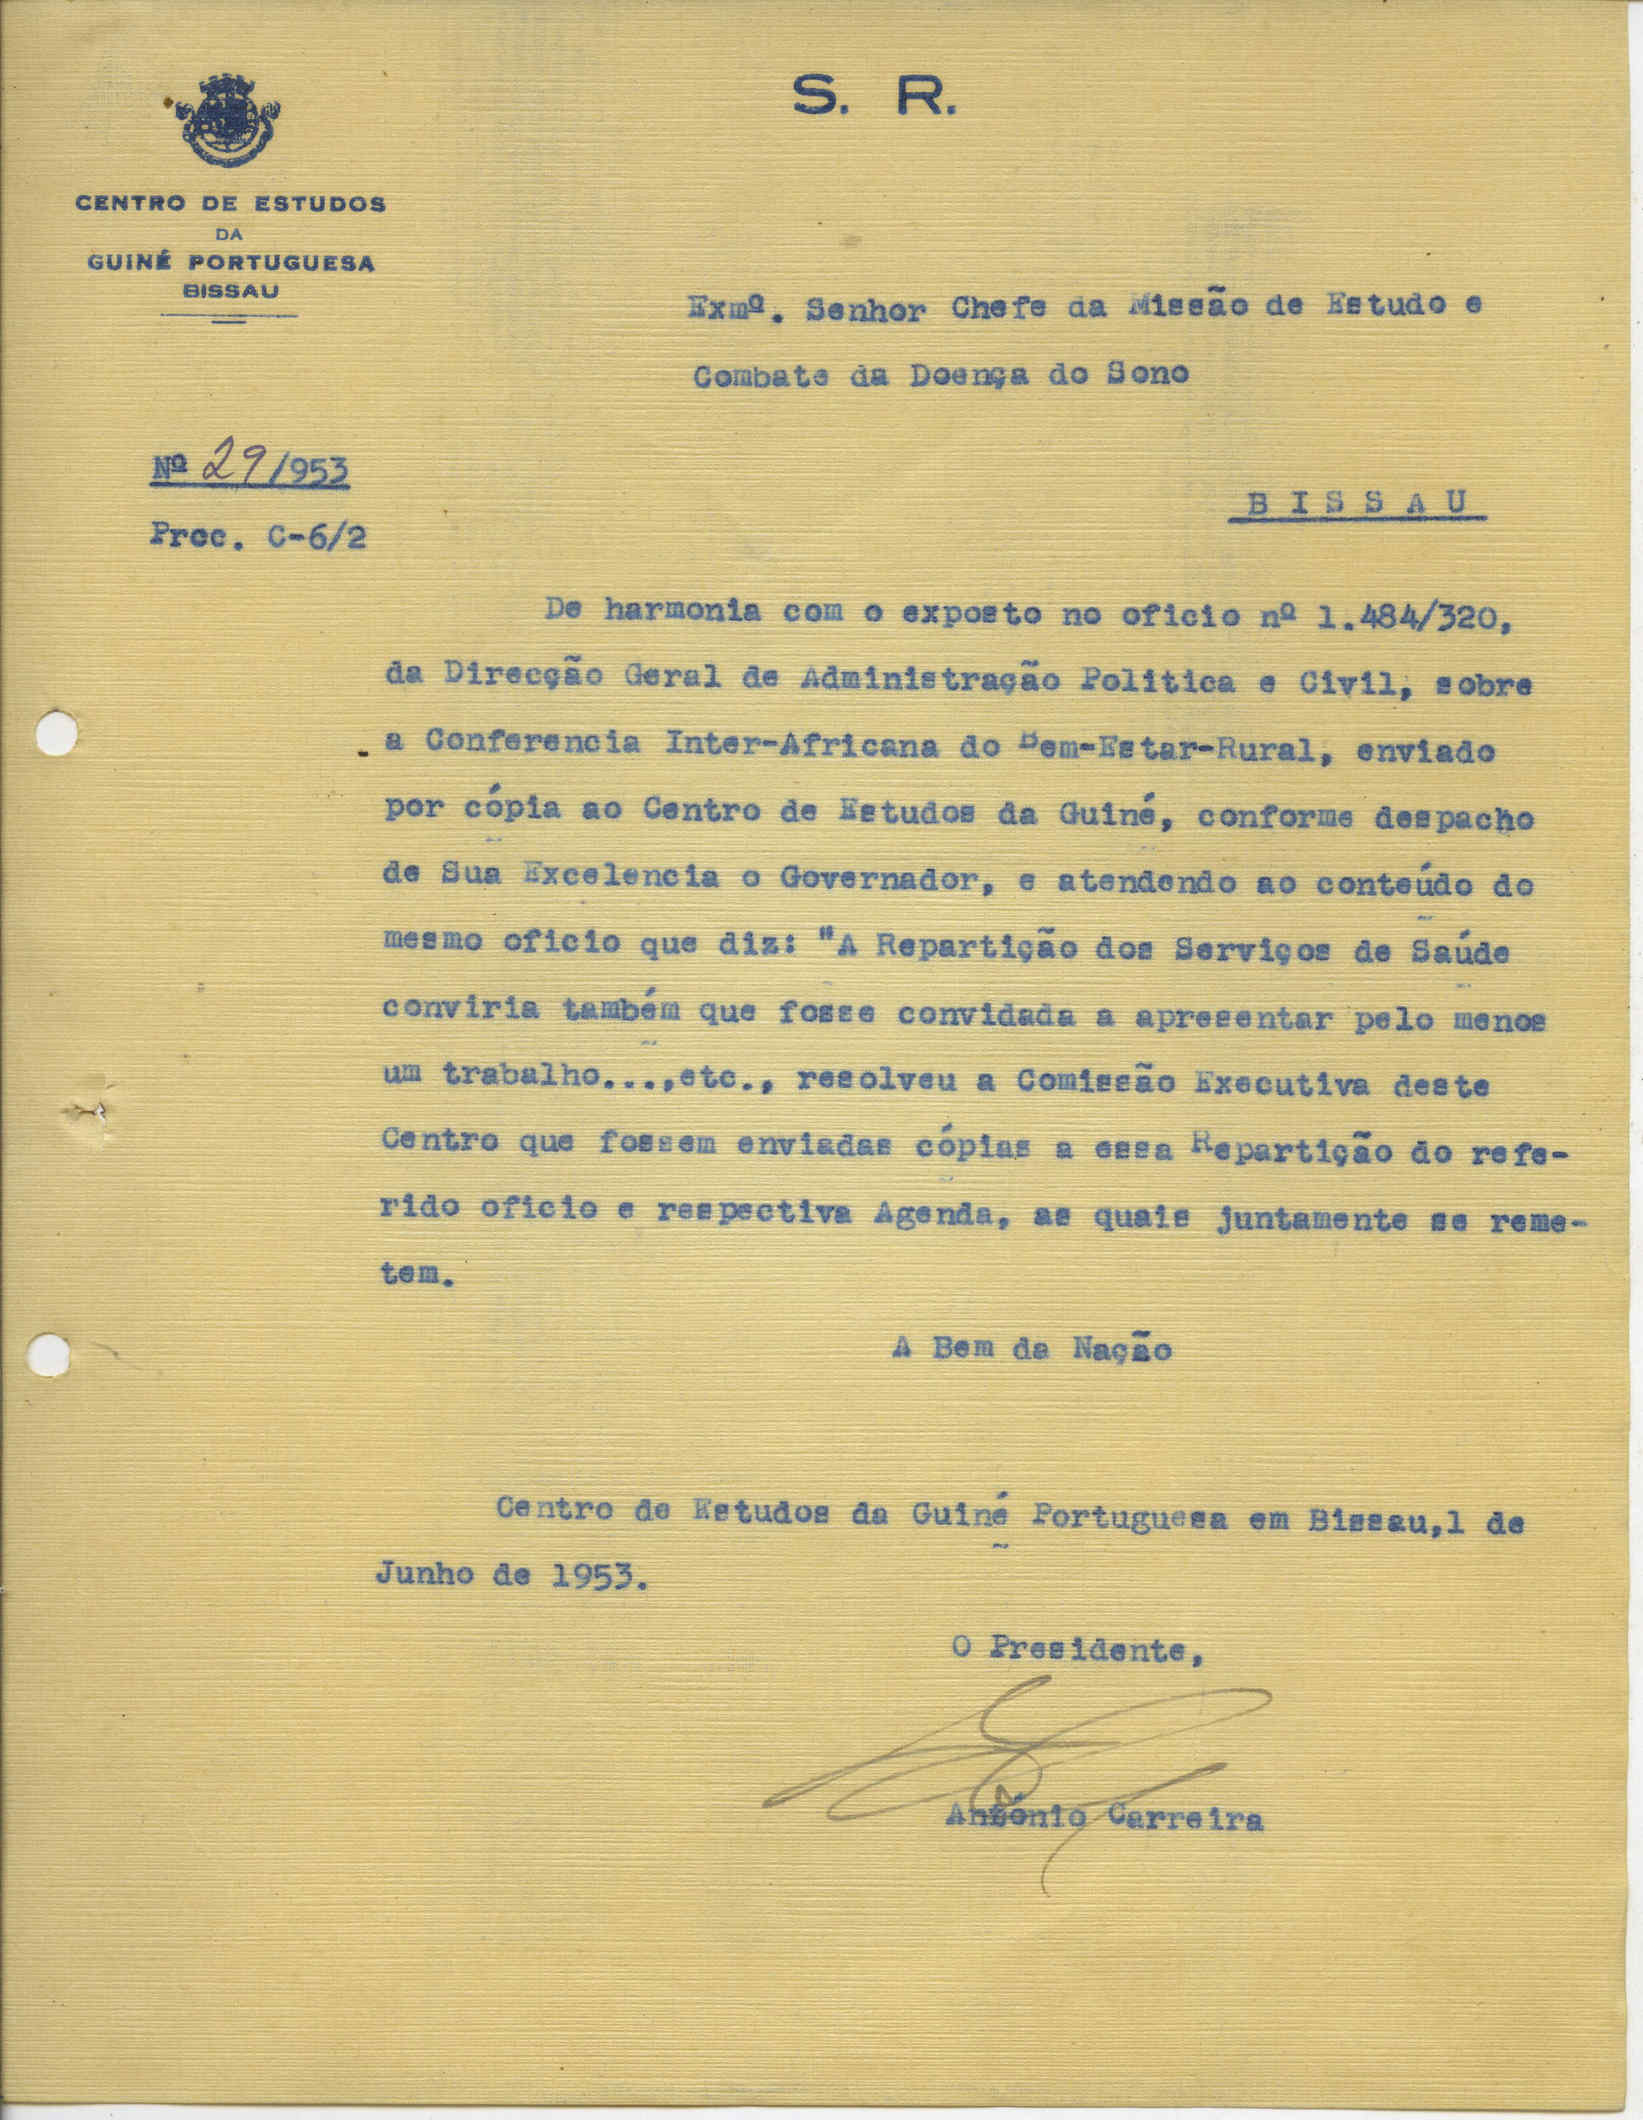 S. R.
CENTRO DE ESTUDOS
DA
GUINÉ PORTUGUESA
BISSAU
Exmº. Senhor Chefe da Missão de Estudo e
Combate da Doença do Sono
Nº 29/953
Proc. C-6/2
B I S S A U
De harmonia com o exposto no oficio nº 1.484/320,
da Direcção Geral de Administração Politica e Civil, sobre
a Conferencia Inter-Africana do Bem-Estar-Rural, enviado
por cópia ao Centro de Estudos da Guiné, conforme despacho
de Sua Excelencia o Governador, e atendendo ao conteúdo do
mesmo oficio que diz: "A Repartição dos Serviços de Saúde
conviria também que fosse convidada a apresentar pelo menos
um trabalho...,etc., resolveu a Comissão Executiva deste
Centro que fossem enviadas cópias a essa Repartição do refe-
rido oficio e respectiva Agenda, as quais juntamente se reme-
tem.
A Bem da Nação
Centro de Estudos da Guiné Portuguesa em Bissau,1 de
Junho de 1953.
O Presidente,
António Carreira